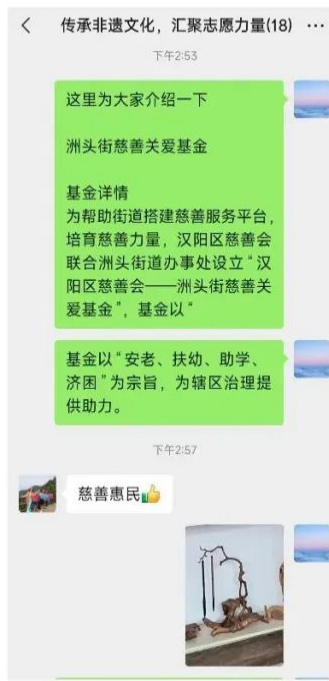 传承非遗文化，汇聚志愿力量(18)
下午2:53
这里为大家介绍一下
洲头街慈善关爱基金
基金详情
为帮助街道搭建慈善服务平台，
培育慈善力量，汉阳区慈善会
联合洲头街道办事处设立“汉
阳区慈善会——洲头街慈善关
爱基金”，基金以“
基金以“安老、扶幼、助学、
济困”为宗旨，为辖区治理提
供助力。
下午2:57
慈善惠民👍